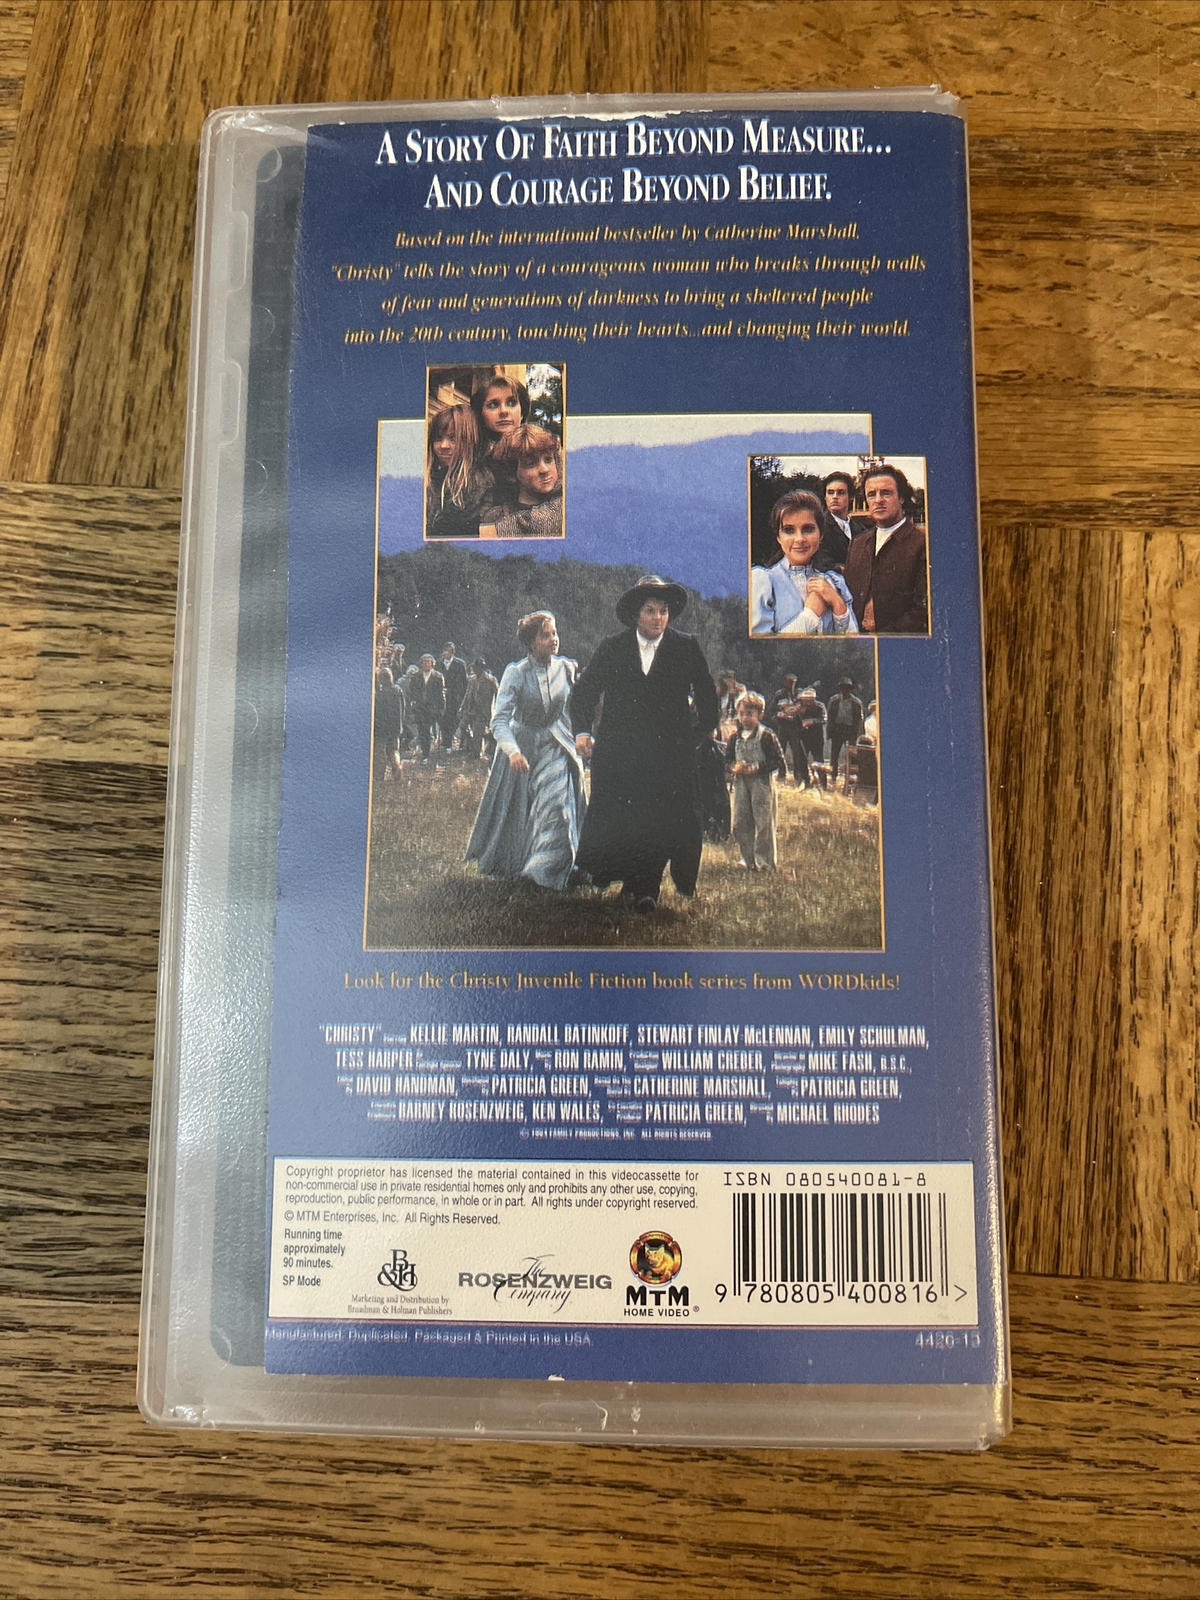 A STORY OF FAITH BEYOND MEASURE...
AND COURAGE BEYOND BELIEF.
Based on the international bestseller by Catherine Marshall,
"Christy" tells the story of a courageous woman who breaks through walls
of fear and generations of darkness to bring a sheltered people
into the 20th century, touching their hearts...and changing their world.
Look for the Christy Juvenile Fiction book series from WORDkids!
"CHRISTY" KELLIE MARTIN, RANDALL BATINKOFF, STEWART FINLAY-McLENNAN, EMILY SCHULMAN,
TESS HARPER TYNE DALY, RON RAMIN, WILLIAM CREBER, MIKE FASH, B.S.C.,
DAVID HANDMAN, PATRICIA GREEN, CATHERINE MARSHALL, PATRICIA GREEN,
BARNEY ROSENZWEIG, KEN WALES, PATRICIA GREEN, MICHAEL RHODES
© 1994 FAMILY PRODUCTIONS, INC. ALL RIGHTS RESERVED.
Copyright proprietor has licensed the material contained in this videocassette for
non-commercial use in private residential homes only and prohibits any other use, copying,
reproduction, public performance, in whole or in part. All rights under copyright reserved.
© MTM Enterprises, Inc. All Rights Reserved.
Running time
approximately
90 minutes.
SP Mode
B&H
Marketing and Distribution by
Broadman & Holman Publishers
The
ROSENZWEIG
Company
MTM
HOME VIDEO®
ISBN 080540081-8
9 780805 400816 >
Manufactured, Duplicated, Packaged & Printed in the USA.
4426-13